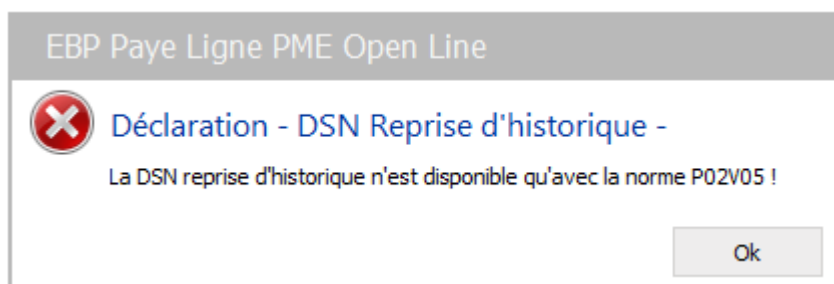 EBP Paye Ligne PME Open Line
Déclaration - DSN Reprise d'historique -
La DSN reprise d'historique n'est disponible qu'avec la norme P02V05 !
Ok